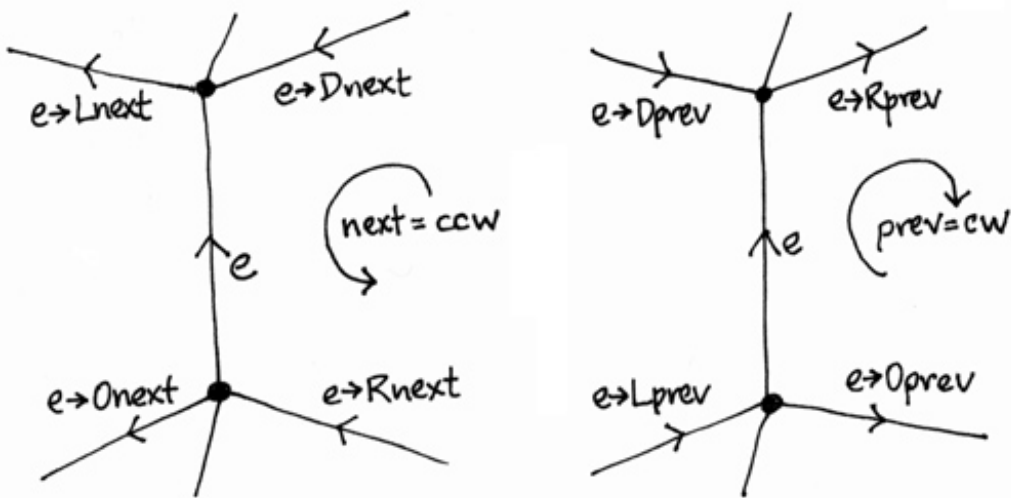 e→Lnext
e→Dnext
next = ccw
e
e→Onext
e→Rnext
e→Dprev
e→Rprev
prev=cw
e
e→Lprev
e→Oprev